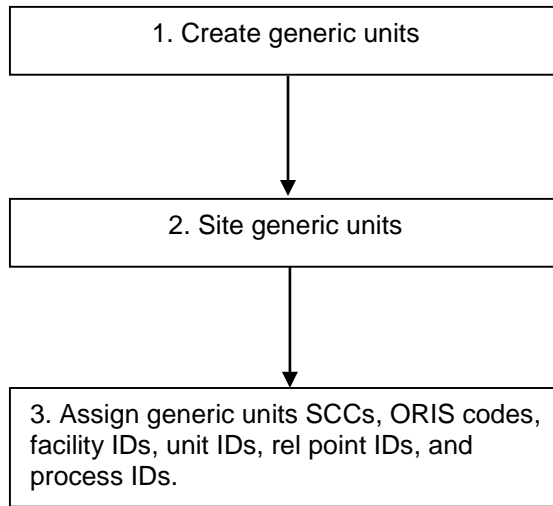 1. Create generic units
2. Site generic units
3. Assign generic units SCCs, ORIS codes,
facility IDs, unit IDs, rel point IDs, and
process IDs.